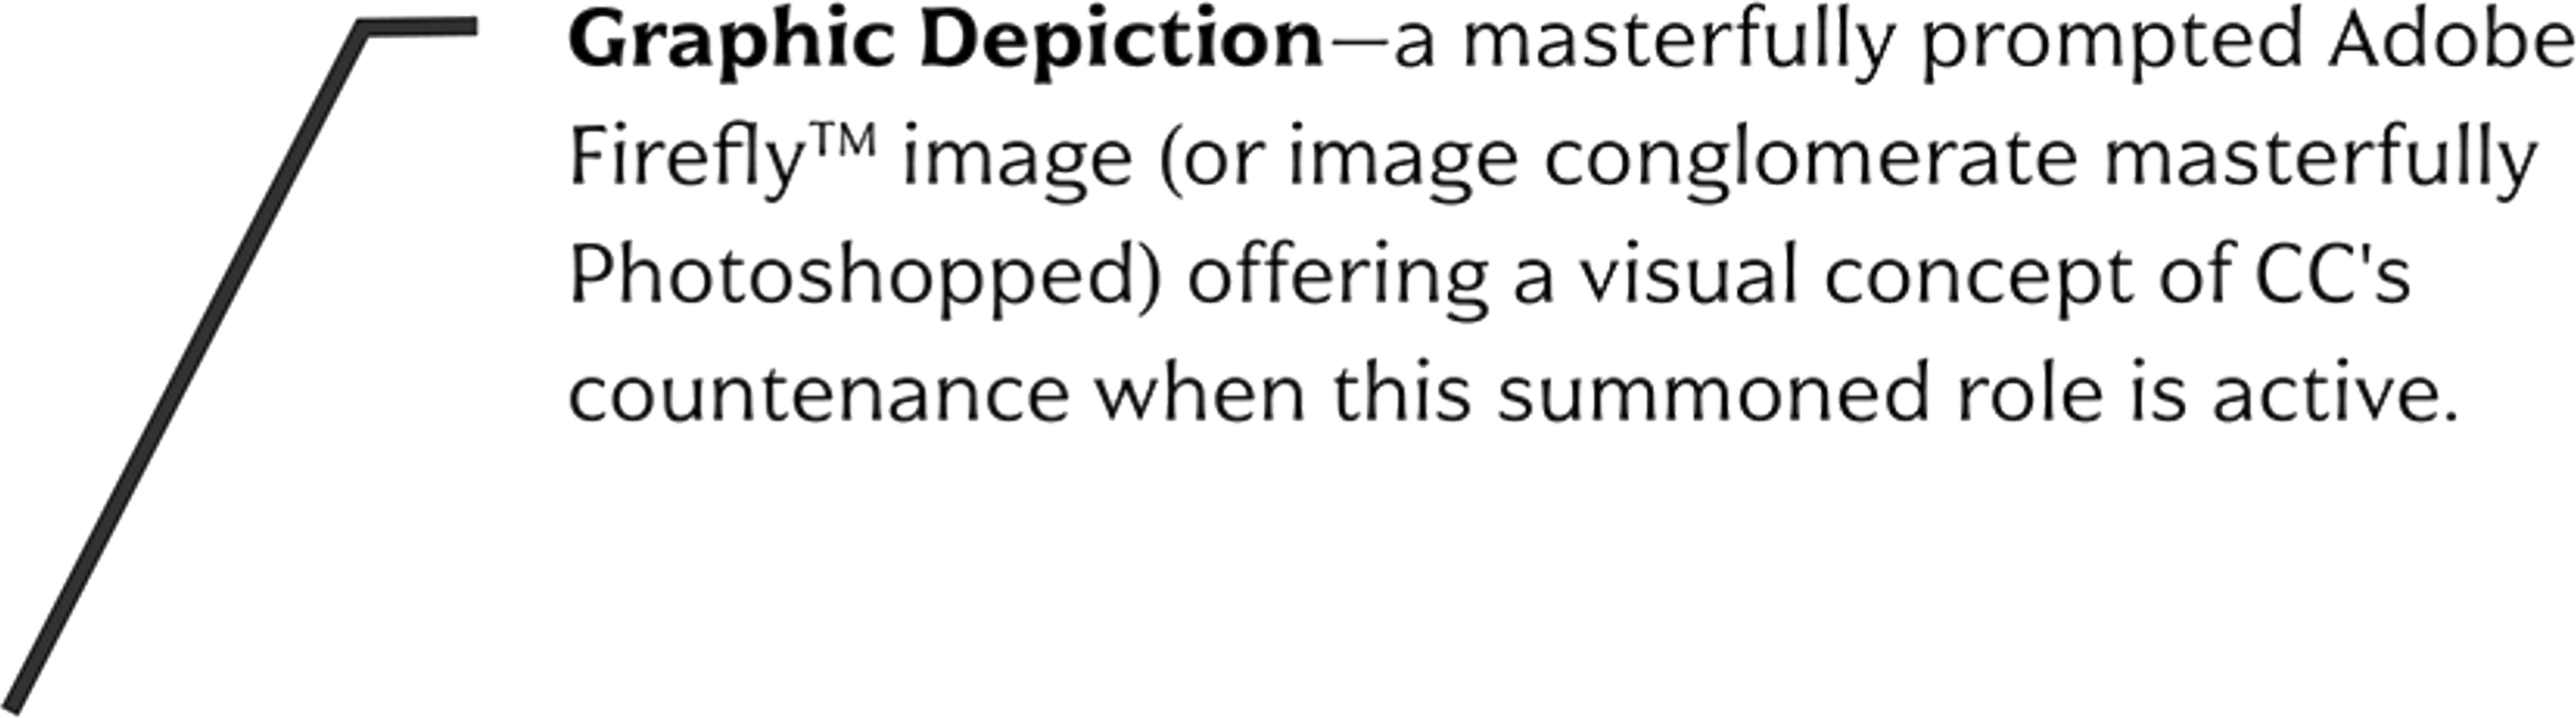 Graphic Depiction—a masterfully prompted Adobe
Firefly™ image (or image conglomerate masterfully
Photoshopped) offering a visual concept of CC's
countenance when this summoned role is active.